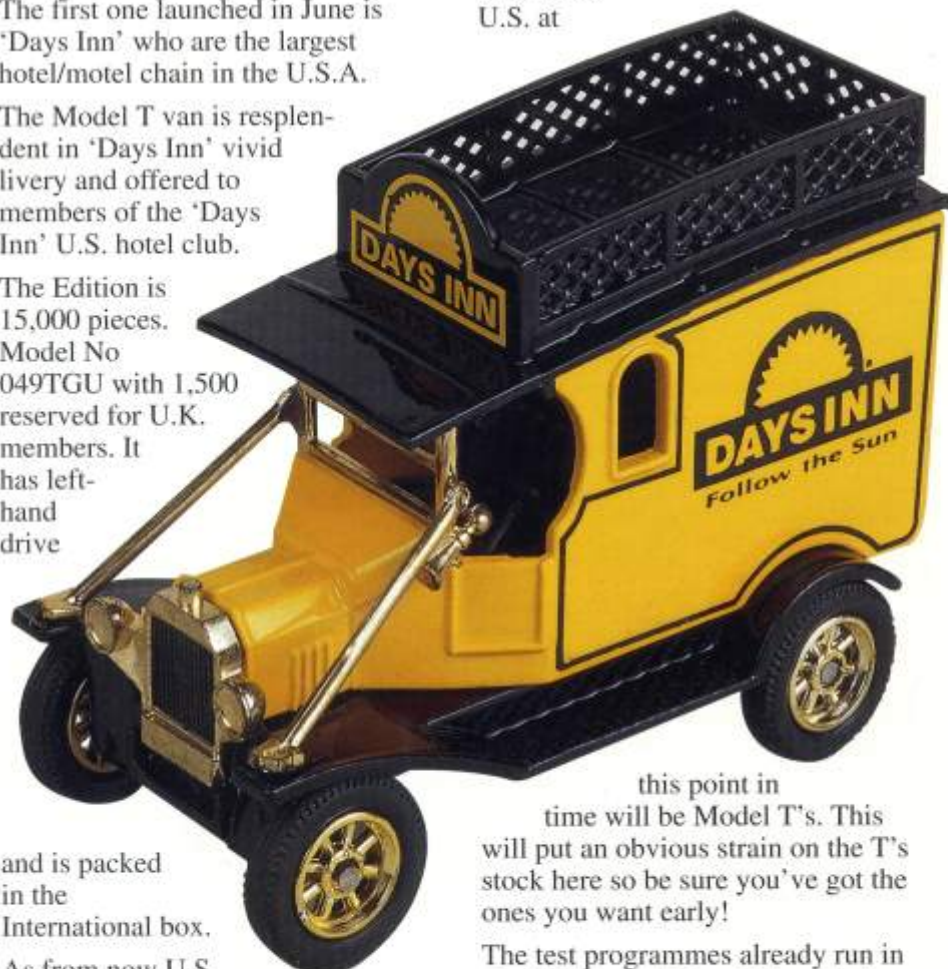 The first one launched in June is
'Days Inn' who are the largest
hotel/motel chain in the U.S.A.
The Model T van is resplen-
dent in 'Days Inn' vivid
livery and offered to
members of the 'Days
Inn' U.S. hotel club.
The Edition is
15,000 pieces.
Model No
049TGU with 1,500
reserved for U.K.
members. It
has left-
hand
drive
and is packed
in the
International box.
As from now U.S.
U.S. at
this point in
time will be Model T's. This
will put an obvious strain on the T's
stock here so be sure you've got the
ones you want early!
The test programmes already run in
DAYS INN
DAYS INN
Follow the Sun